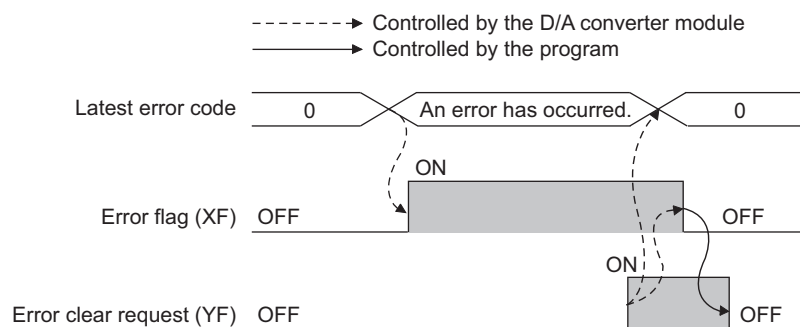 Controlled by the D/A converter module
Controlled by the program
Latest error code 0 An error has occurred. 0
ON
Error flag (XF) OFF OFF
ON
Error clear request (YF) OFF OFF